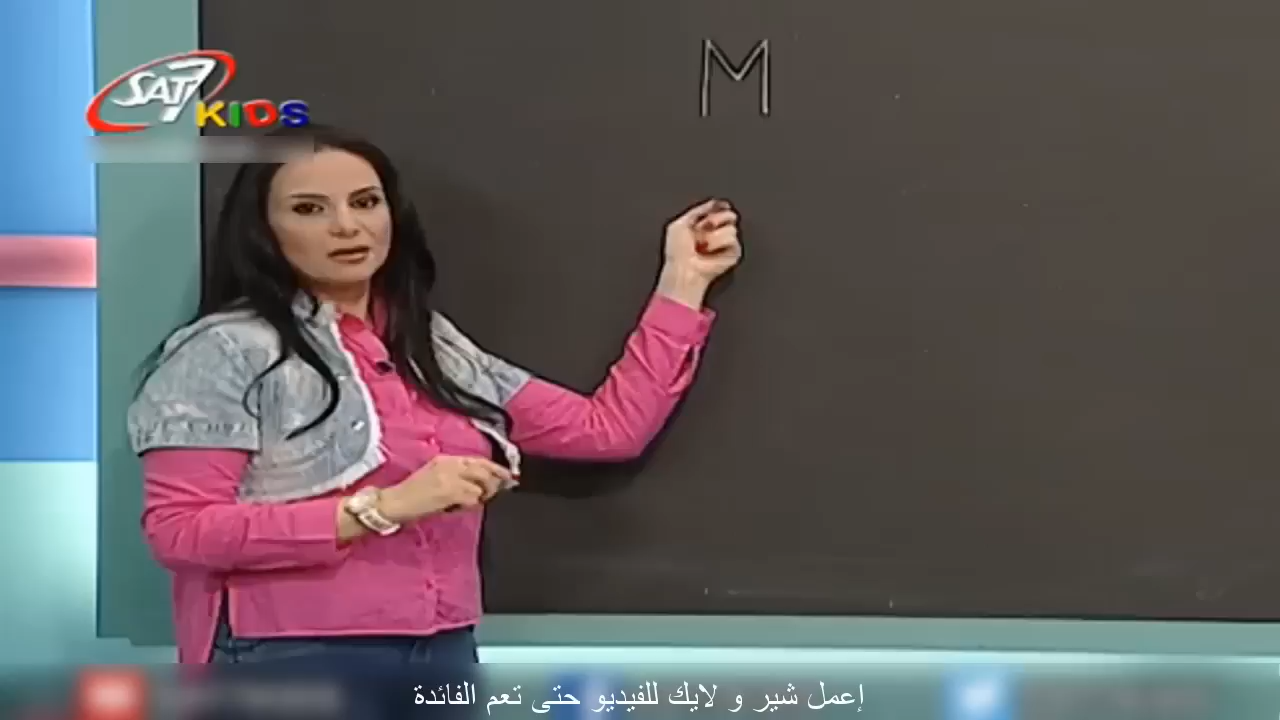 M
SAT7
KIDS
إعمل شير و لايك للفيديو حتى تعم الفائدة